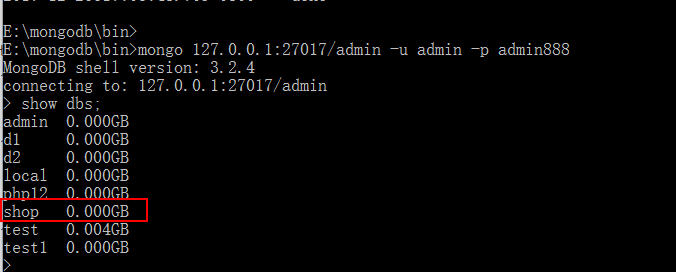 E:\mongodb\bin>
E:\mongodb\bin>mongo 127.0.0.1:27017/admin -u admin -p admin888
MongoDB shell version: 3.2.4
connecting to: 127.0.0.1:27017/admin
> show dbs;
admin 0.000GB
d1 0.000GB
d2 0.000GB
local 0.000GB
php12 0.000GB
shop 0.000GB
test 0.004GB
test1 0.000GB
>